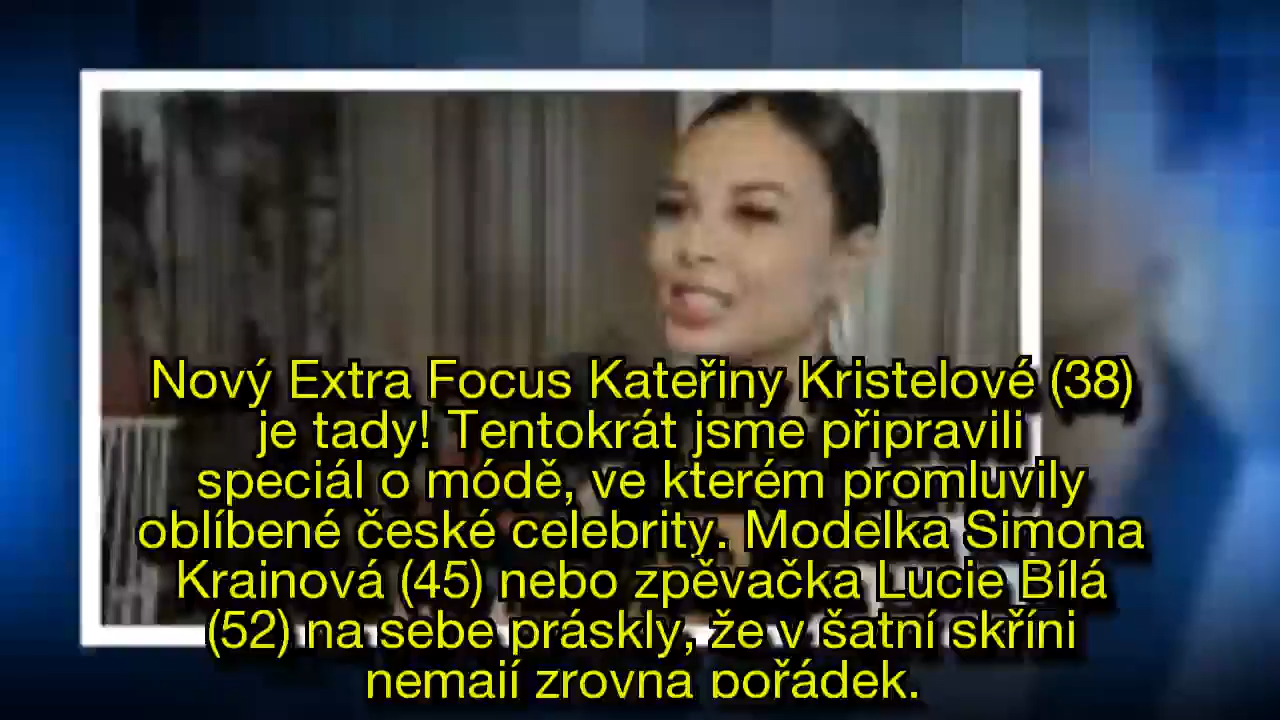 Nový Extra Focus Kateřiny Kristelové (38)
je tady! Tentokrát jsme připravili
speciál o módě, ve kterém promluvily
oblíbené české celebrity. Modelka Simona
Krainová (45) nebo zpěvačka Lucie Bílá
(52) na sebe práskly, že v šatní skříni
nemají zrovna pořádek.